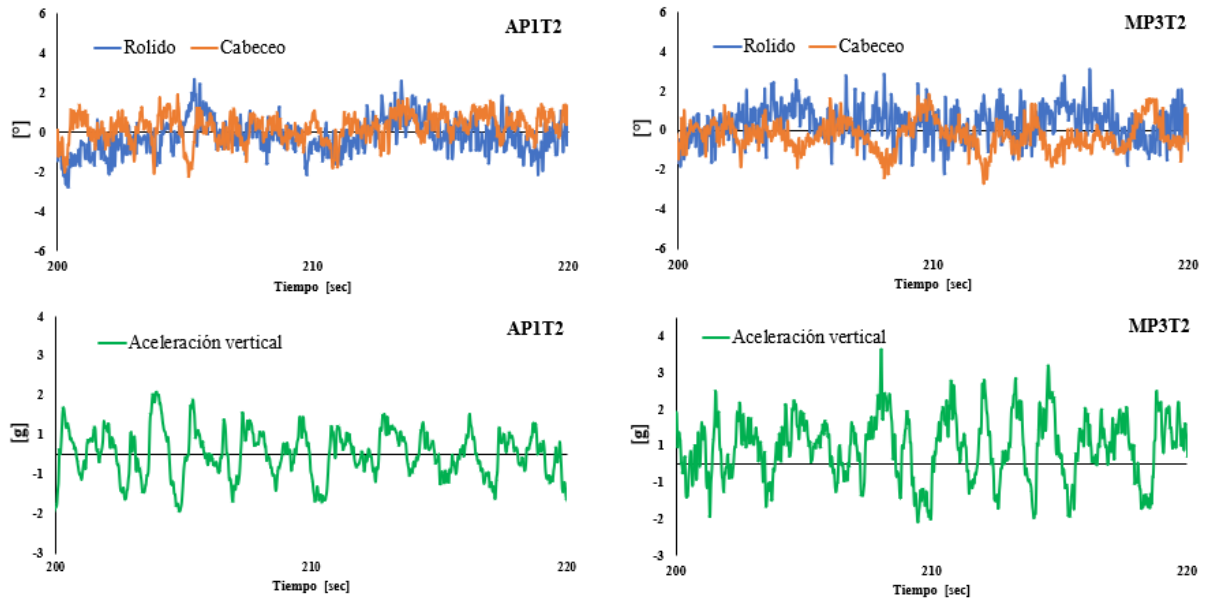 AP1T2
Rolido Cabeceo
6
4
2
0
-2
-4
-6
[°]
200 210 220
Tiempo [sec]
MP3T2
Rolido Cabeceo
6
4
2
0
-2
-4
-6
[°]
200 210 220
Tiempo [sec]
AP1T2
Aceleración vertical
4
3
2
1
-1
-2
-3
[g]
200 210 220
Tiempo [sec]
MP3T2
Aceleración vertical
4
3
2
1
-1
-2
-3
[g]
200 210 220
Tiempo [sec]